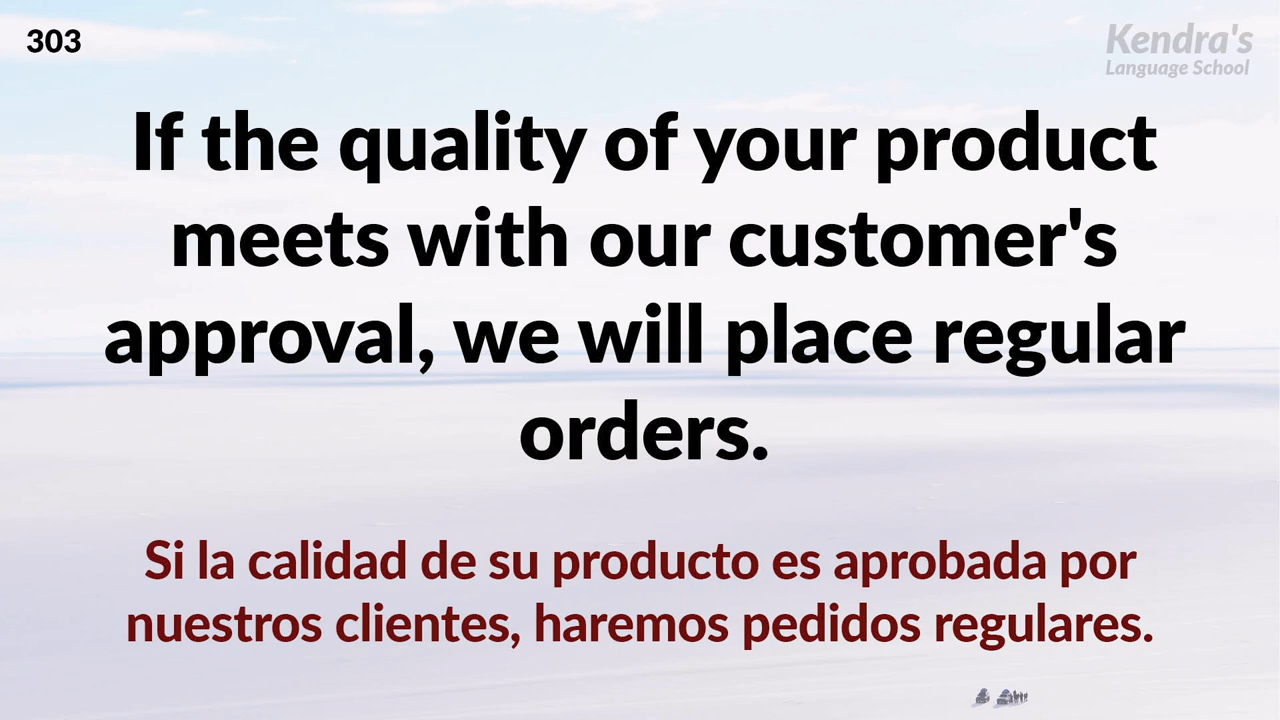 303
Kendra's
Language School
If the quality of your product
meets with our customer's
approval, we will place regular
orders.
Si la calidad de su producto es aprobada por
nuestros clientes, haremos pedidos regulares.